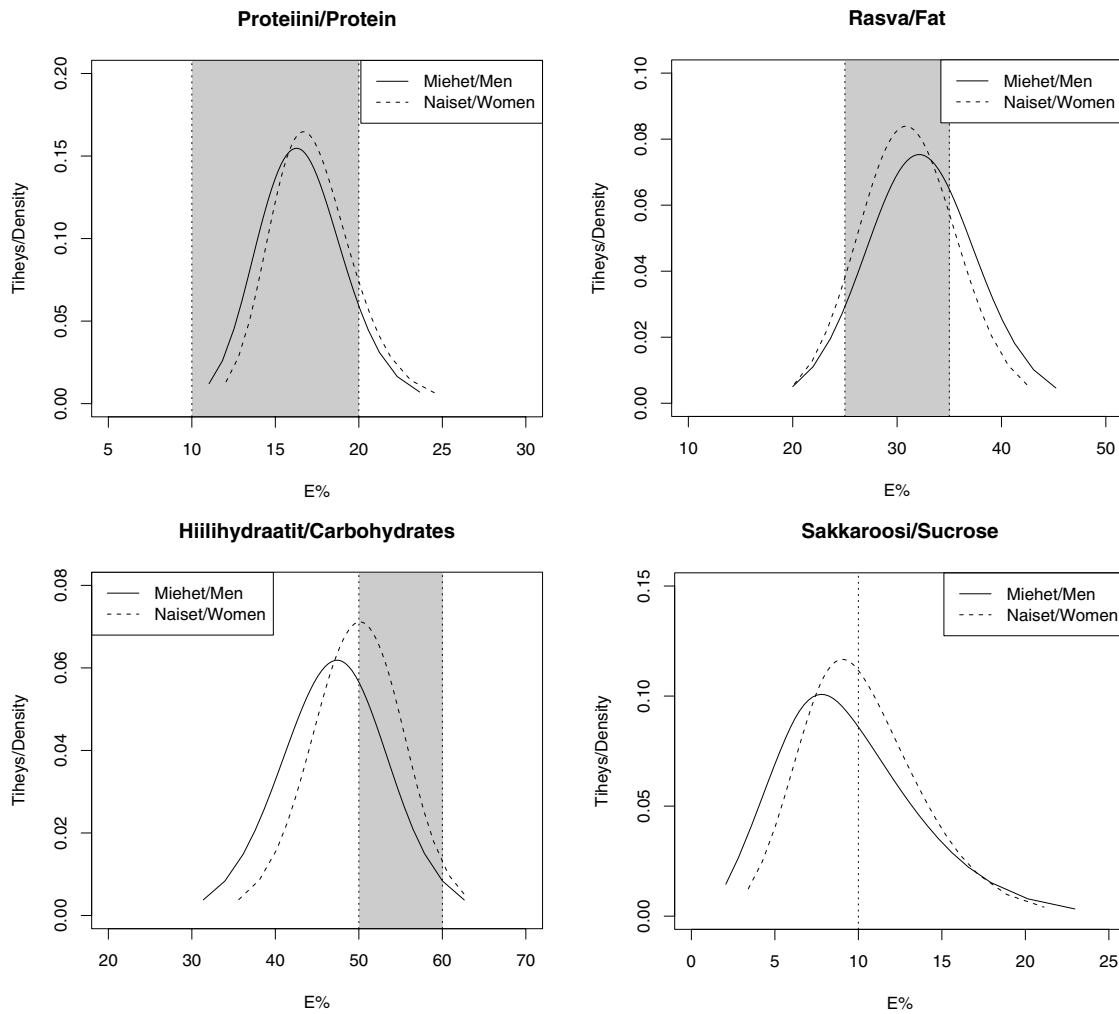 Proteiini/Protein
Miehet/Men
Naiset/Women
Tiheys/Density
0.00 0.05 0.10 0.15 0.20
5 10 15 20 25 30
E%
Rasva/Fat
Miehet/Men
Naiset/Women
Tiheys/Density
0.00 0.02 0.04 0.06 0.08 0.10
10 20 30 40 50
E%
Hiilihydraatit/Carbohydrates
Miehet/Men
Naiset/Women
Tiheys/Density
0.00 0.02 0.04 0.06 0.08
20 30 40 50 60 70
E%
Sakkaroosi/Sucrose
Miehet/Men
Naiset/Women
Tiheys/Density
0.00 0.05 0.10 0.15
0 5 10 15 20 25
E%